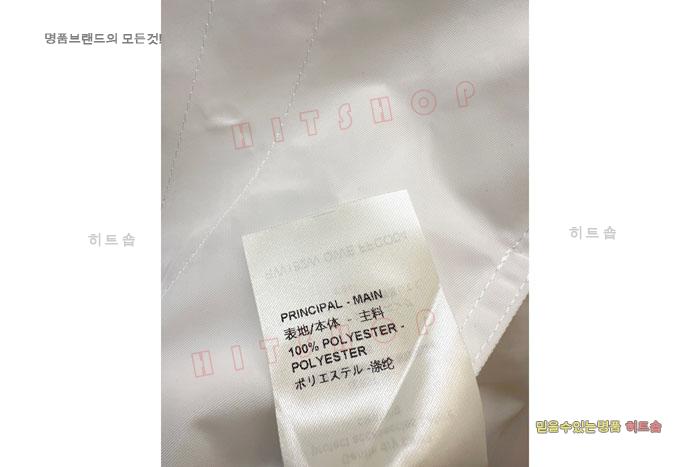 명품브랜드의 모든것!
HITSHOP
히트숍
히트숍
PRINCIPAL - MAIN
表地/本体 - 主料
100% POLYESTER -
POLYESTER
ポリエステル -涤纶
HITSHOP
믿을수있는명품 히트숍